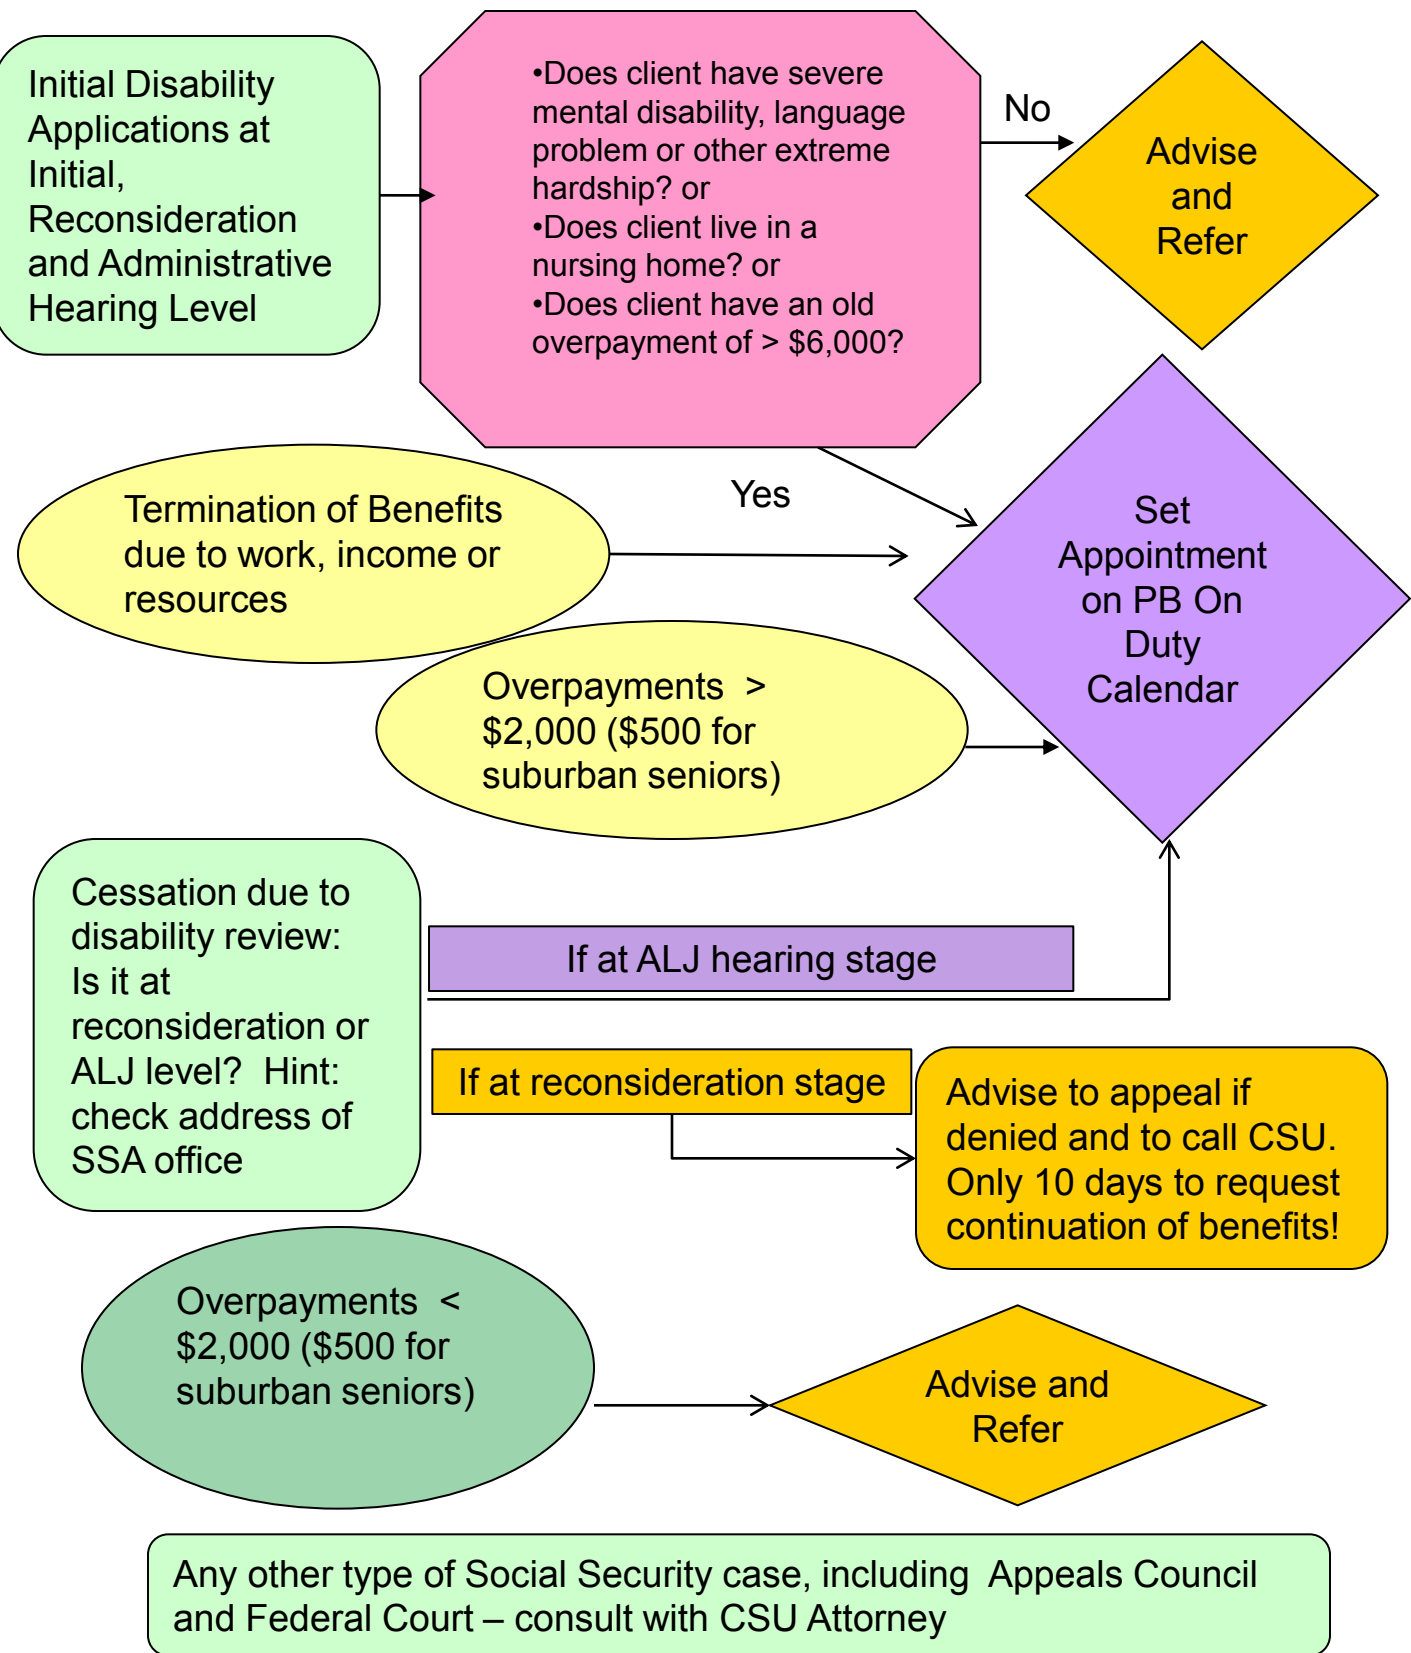 Initial Disability
Applications at
Initial,
Reconsideration
and Administrative
Hearing Level
•Does client have severe
mental disability, language
problem or other extreme
hardship? or
•Does client live in a
nursing home? or
•Does client have an old
overpayment of > $6,000?
No
Advise
and
Refer
Yes
Termination of Benefits
due to work, income or
resources
Set
Appointment
on PB On
Duty
Calendar
Overpayments >
$2,000 ($500 for
suburban seniors)
Cessation due to
disability review:
Is it at
reconsideration or
ALJ level? Hint:
check address of
SSA office
If at ALJ hearing stage
If at reconsideration stage
Advise to appeal if
denied and to call CSU.
Only 10 days to request
continuation of benefits!
Overpayments <
$2,000 ($500 for
suburban seniors)
Advise and
Refer
Any other type of Social Security case, including Appeals Council
and Federal Court – consult with CSU Attorney